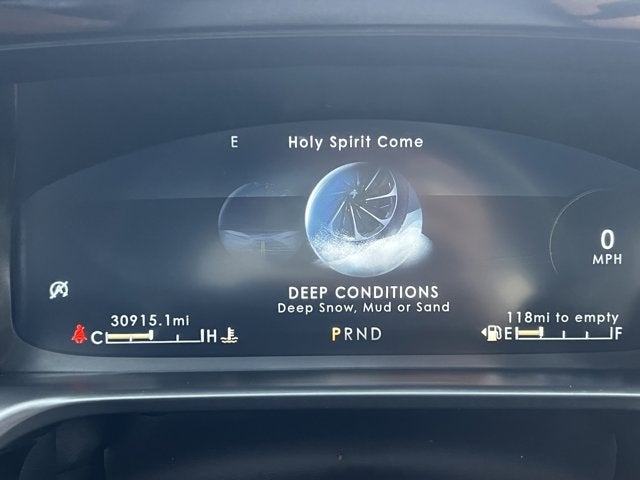 E Holy Spirit Come
0
MPH
DEEP CONDITIONS
Deep Snow, Mud or Sand
30915.1mi
118mi to empty
C H
PRND
E F